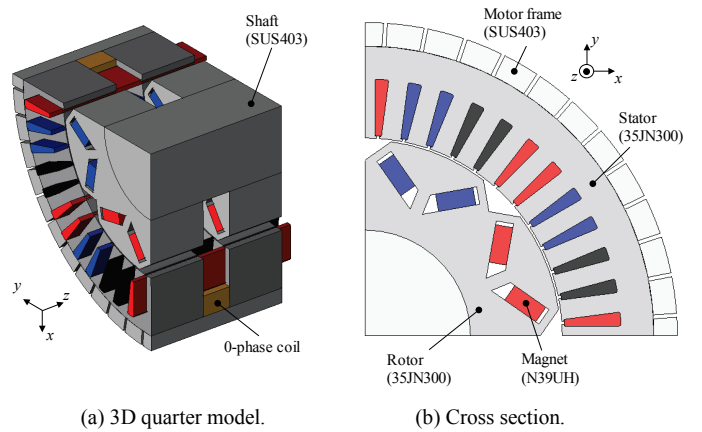 Shaft
(SUS403)
y
z
x
0-phase coil
(a) 3D quarter model.
Motor frame
(SUS403)
y
z
x
Stator
(35JN300)
Rotor
(35JN300)
Magnet
(N39UH)
(b) Cross section.